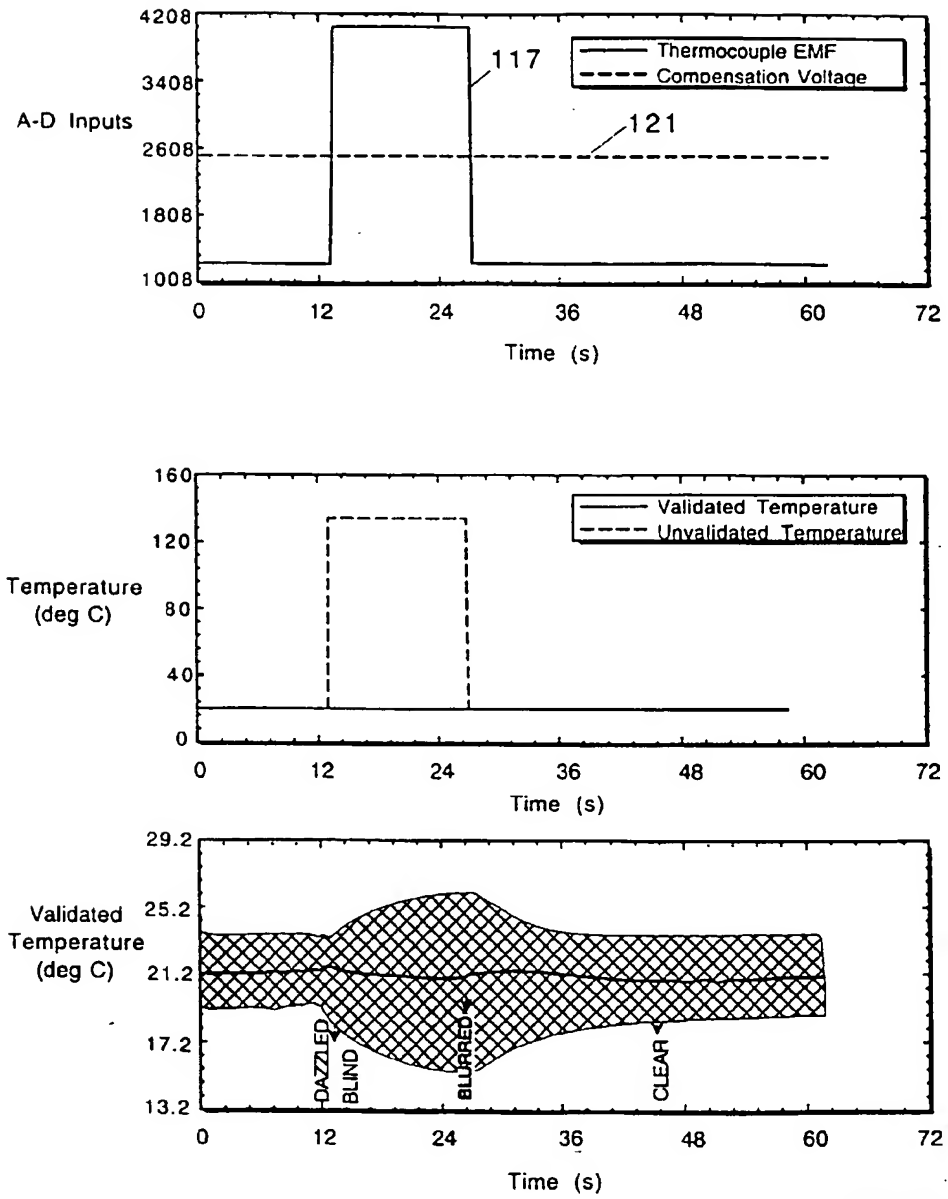 4208
3408
2608
1808
1008
A-D Inputs
Thermocouple EMF
Compensation Voltage
117
121
0 12 24 36 48 60 72
Time (s)
160
120
80
40
0
Temperature
(deg C)
Validated Temperature
Unvalidated Temperature
0 12 24 36 48 60 72
Time (s)
29.2
25.2
21.2
17.2
13.2
Validated
Temperature
(deg C)
DAZZLED
BLIND
BLURRED
CLEAR
0 12 24 36 48 60 72
Time (s)